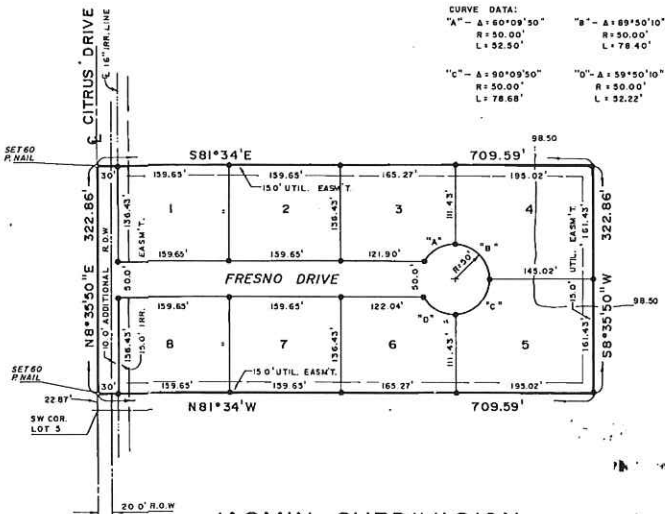 CURVE DATA:
"A" - Δ = 60°09'50" "B" - Δ = 89°50'10"
R = 50.00' R = 50.00'
L = 52.50' L = 78.40'
"C" - Δ = 90°09'50" "D" - Δ = 59°50'10"
R = 50.00' R = 50.00'
L = 78.68' L = 52.22'
℄ CITRUS DRIVE
℄ 16" IRR. LINE
SET 60
P. NAIL
S81°34'E 709.59'
98.50
30' 159.65' 159.65' 165.27' 195.02'
15.0' UTIL. EASM'T.
1 2 3 4
136.43' 136.43' 111.43' 161.43'
EASM'T.
322.86'
322.86'
159.65' 159.65' 121.90'
"A" "B"
R=50'
50.0' FRESNO DRIVE 50.0'
145.02'
15.0' UTIL. EASM'T.
10.0' ADDITIONAL R.O.W
N8°35'50"E
S8°35'50"W
98.50
159.65' 159.65' 122.04'
"D" "C"
8 7 6 5
136.43' 136.43' 111.43' 161.43'
15.0' IRR.
15.0' UTIL. EASM'T.
SET 60
P. NAIL
30' 159.65' 159.65' 165.27' 195.02'
22.87'
N81°34'W 709.59'
SW COR.
LOT 5
20.0' R.O.W